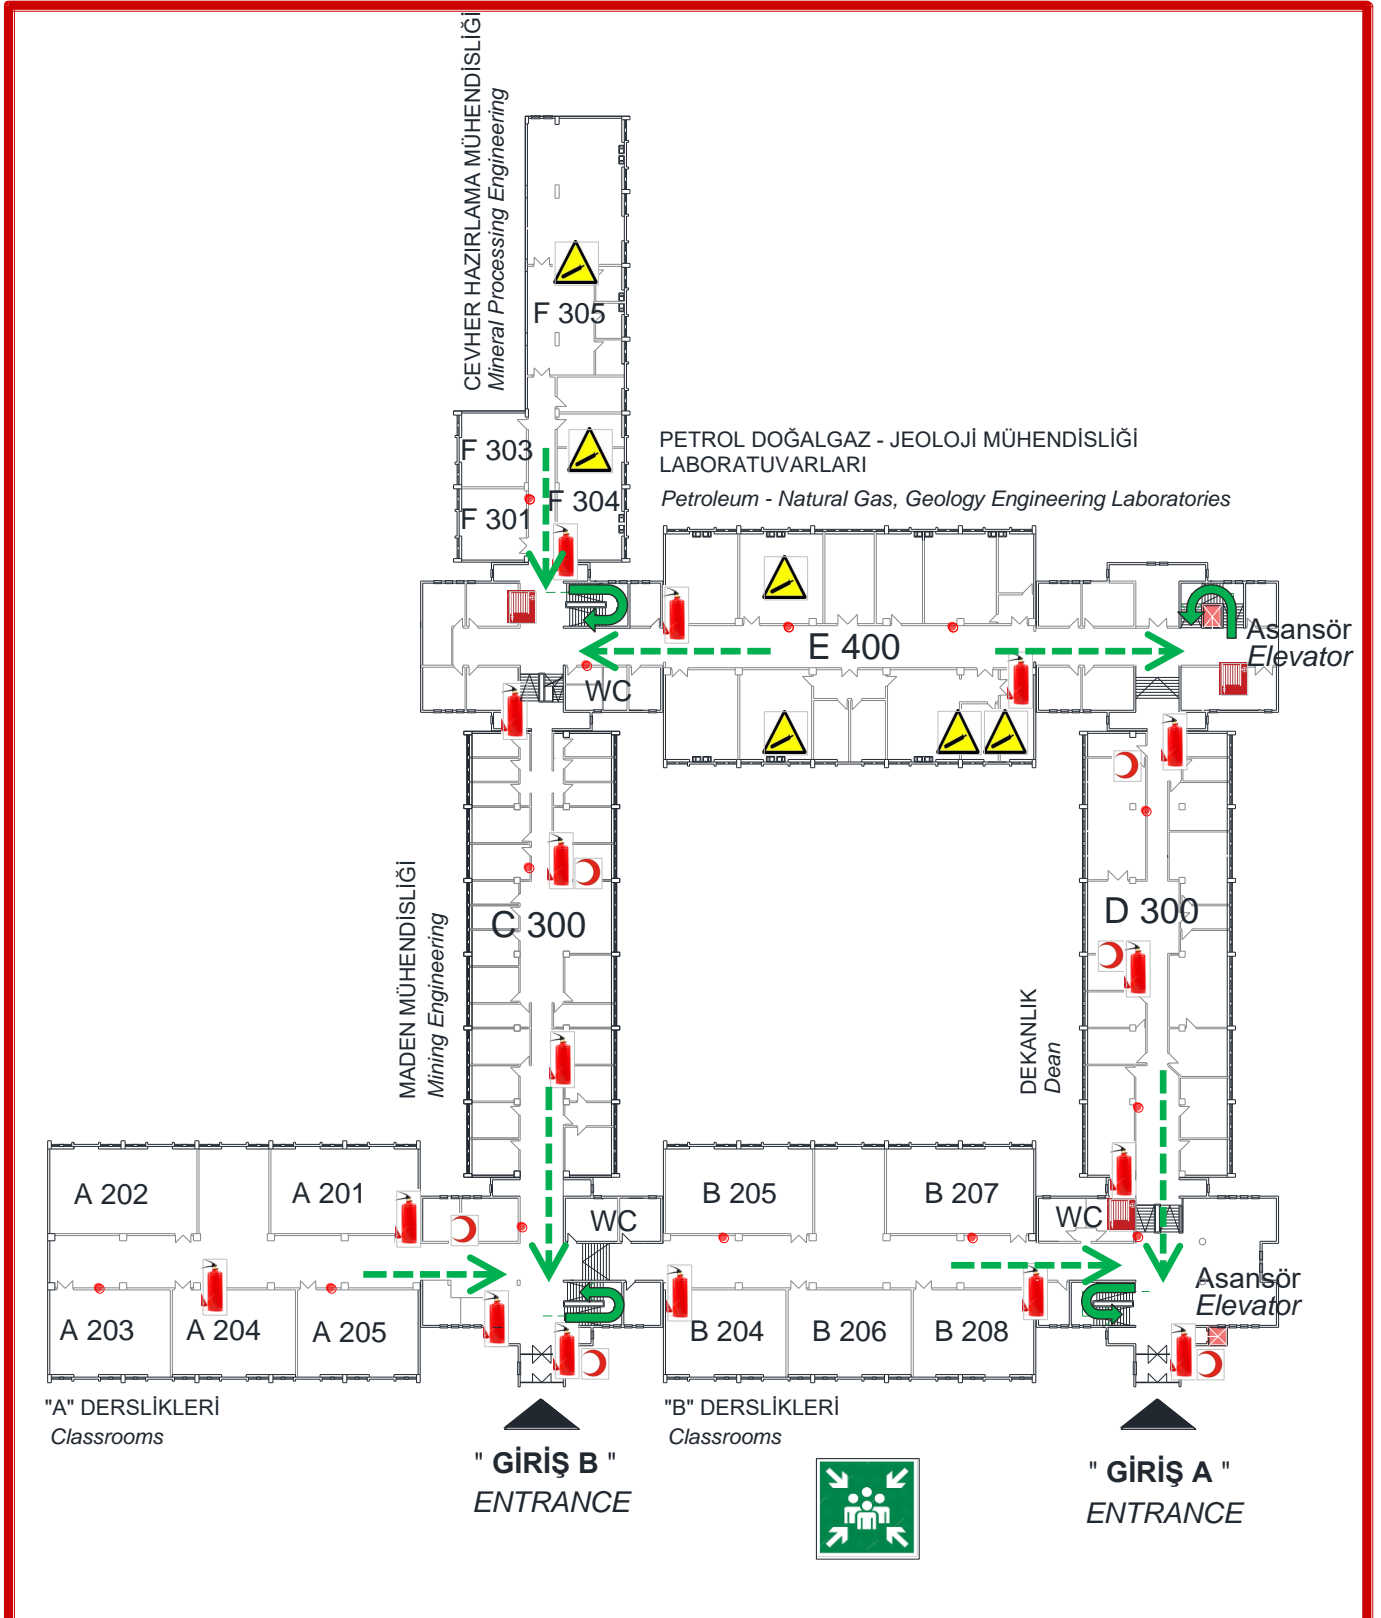 CEVHER HAZIRLAMA MÜHENDİSLİĞİ
Mineral Processing Engineering
F 305
F 303
F 304
F 301
PETROL DOĞALGAZ - JEOLOJİ MÜHENDİSLİĞİ
LABORATUVARLARI
Petroleum - Natural Gas, Geology Engineering Laboratories
E 400
Asansör
Elevator
WC
MADEN MÜHENDİSLİĞİ
Mining Engineering
C 300
D 300
DEKANLIK
Dean
A 202
A 201
WC
B 205
B 207
WC
Asansör
Elevator
A 203
A 204
A 205
B 204
B 206
B 208
"A" DERSLİKLERİ
Classrooms
"B" DERSLİKLERİ
Classrooms
" GİRİŞ B "
ENTRANCE
" GİRİŞ A "
ENTRANCE